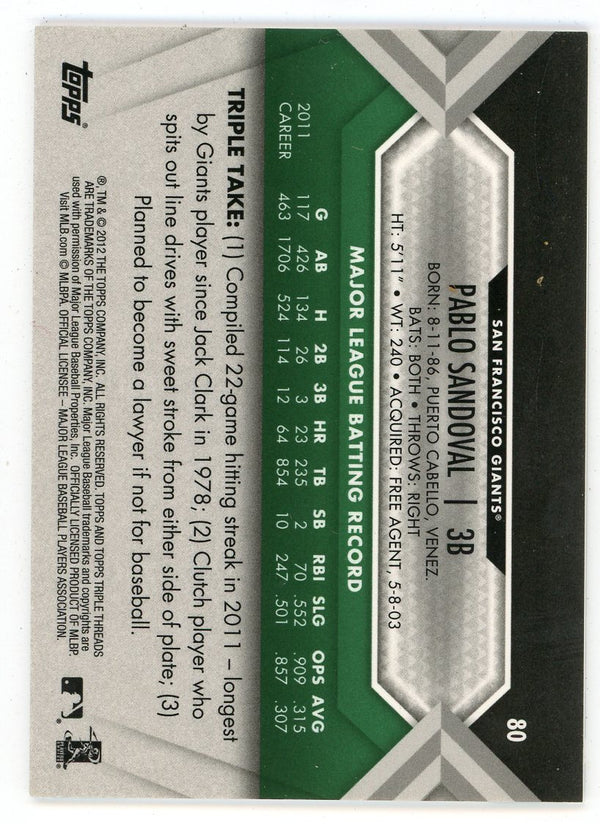 80
SAN FRANCISCO GIANTS®
PABLO SANDOVAL | 3B
BORN: 8-11-86, PUERTO CABELLO, VENEZ.
BATS: BOTH • THROWS: RIGHT
HT: 5'11" • WT: 240 • ACQUIRED: FREE AGENT, 5-8-03
MAJOR LEAGUE BATTING RECORD
G AB H 2B 3B HR TB SB RBI SLG OPS AVG
2011 117 426 134 26 3 23 235 2 70 .552 .909 .315
CAREER 463 1706 524 114 12 64 854 10 247 .501 .857 .307
TRIPLE TAKE: (1) Compiled 22-game hitting streak in 2011 – longest
by Giants player since Jack Clark in 1978; (2) Clutch player who
spits out line drives with sweet stroke from either side of plate; (3)
Planned to become a lawyer if not for baseball.
topps®
®, TM & © 2012 THE TOPPS COMPANY, INC. ALL RIGHTS RESERVED. TOPPS AND TOPPS TRIPLE THREADS
ARE TRADEMARKS OF THE TOPPS COMPANY, INC. Major League Baseball trademarks and copyrights are
used with permission of Major League Baseball Properties, Inc. OFFICIALLY LICENSED PRODUCT OF MLBP.
Visit MLB.com © MLBPA. OFFICIAL LICENSEE – MAJOR LEAGUE BASEBALL PLAYERS ASSOCIATION.